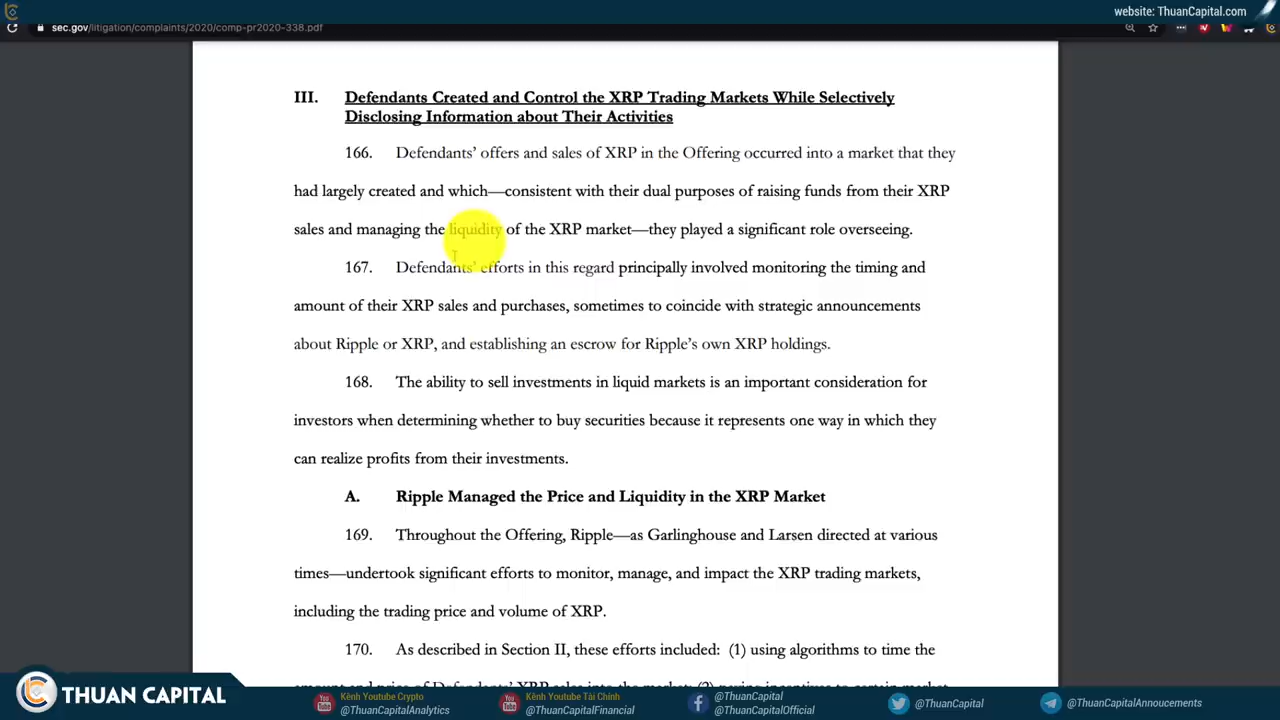 website: ThuanCapital.com
sec.gov/litigation/complaints/2020/comp-pr2020-338.pdf
III. Defendants Created and Control the XRP Trading Markets While Selectively
Disclosing Information about Their Activities
166. Defendants’ offers and sales of XRP in the Offering occurred into a market that they
had largely created and which—consistent with their dual purposes of raising funds from their XRP
sales and managing the liquidity of the XRP market—they played a significant role overseeing.
167. Defendants’ efforts in this regard principally involved monitoring the timing and
amount of their XRP sales and purchases, sometimes to coincide with strategic announcements
about Ripple or XRP, and establishing an escrow for Ripple’s own XRP holdings.
168. The ability to sell investments in liquid markets is an important consideration for
investors when determining whether to buy securities because it represents one way in which they
can realize profits from their investments.
A. Ripple Managed the Price and Liquidity in the XRP Market
169. Throughout the Offering, Ripple—as Garlinghouse and Larsen directed at various
times—undertook significant efforts to monitor, manage, and impact the XRP trading markets,
including the trading price and volume of XRP.
170. As described in Section II, these efforts included: (1) using algorithms to time the
THUAN CAPITAL
Kênh Youtube Crypto
@ThuanCapitalAnalytics
Kênh Youtube Tài Chính
@ThuanCapitalFinancial
@ThuanCapital
@ThuanCapitalOfficial
@ThuanCapital
@ThuanCapitalAnnoucements